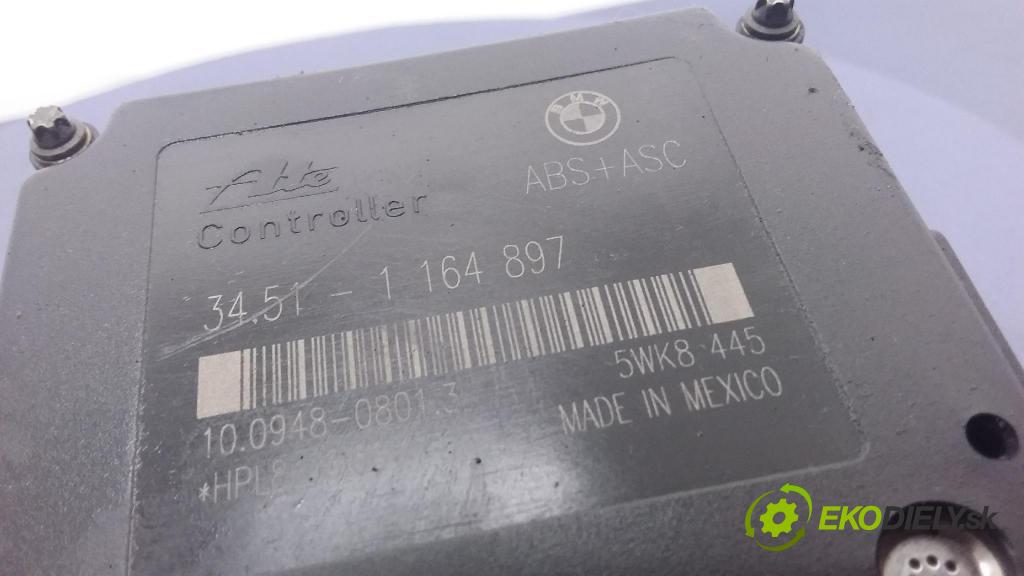 BMW
ABS+ASC
Ate
Controller
34.51 - 1 164 897
10.0948-0801.3
5WK8 445
MADE IN MEXICO
EKODIELY.sk